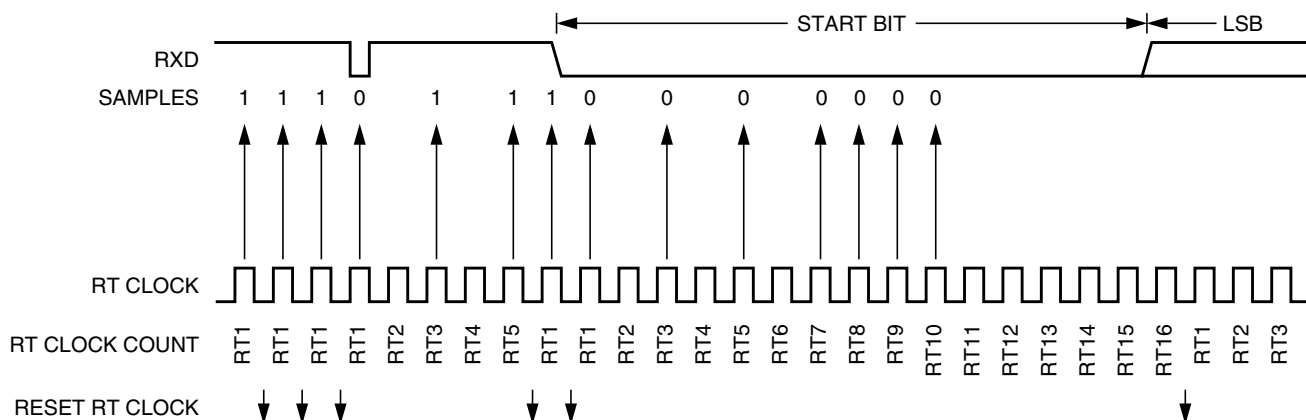 START BIT LSB
RXD
SAMPLES 1 1 1 0 1 1 1 0 0 0 0 0 0 0
RT CLOCK
RT CLOCK COUNT RT1 RT1 RT1 RT1 RT2 RT3 RT4 RT5 RT1 RT1 RT2 RT3 RT4 RT5 RT6 RT7 RT8 RT9 RT10 RT11 RT12 RT13 RT14 RT15 RT16 RT1 RT2 RT3
RESET RT CLOCK